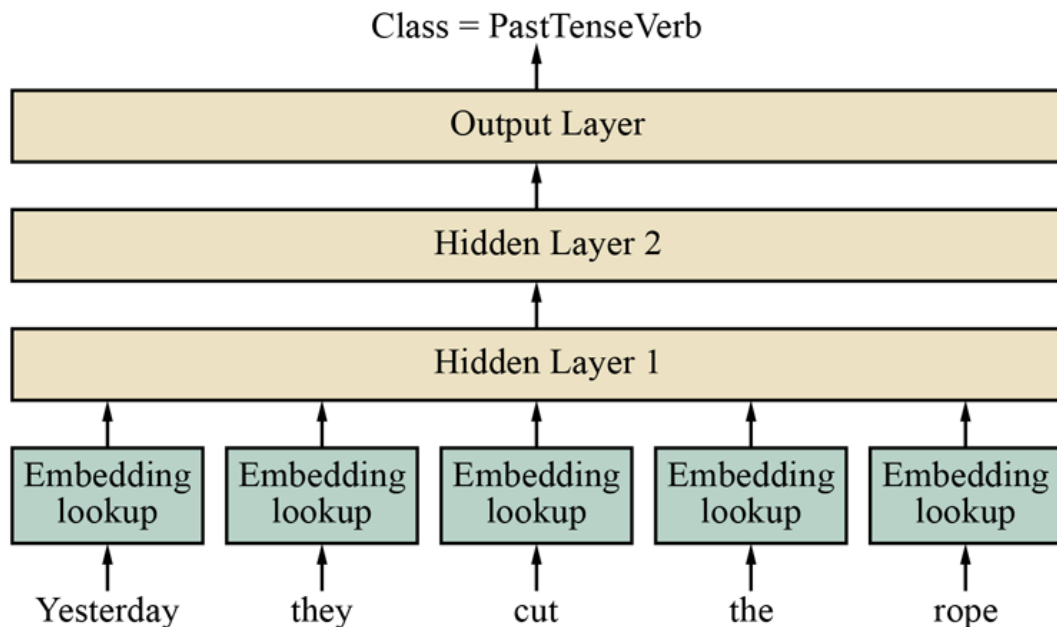 Class = PastTenseVerb
Output Layer
Hidden Layer 2
Hidden Layer 1
Embedding lookup Embedding lookup Embedding lookup Embedding lookup Embedding lookup
Yesterday they cut the rope